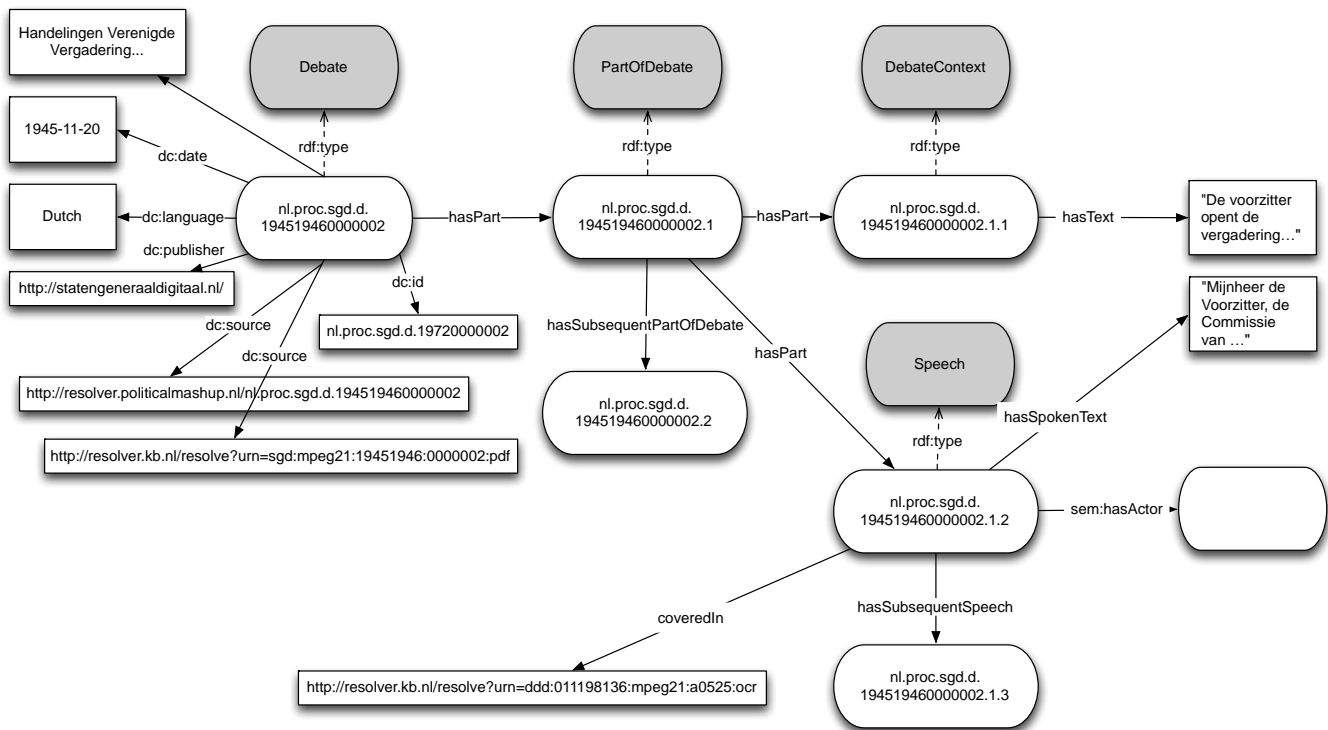 Handelingen Verenigde
Vergadering...
Debate
PartOfDebate
DebateContext
1945-11-20
dc:date
rdf:type
rdf:type
rdf:type
Dutch
dc:language
nl.proc.sgd.d.
194519460000002
hasPart
nl.proc.sgd.d.
194519460000002.1
hasPart
nl.proc.sgd.d.
194519460000002.1.1
hasText
"De voorzitter
opent de
vergadering…"
dc:publisher
http://statengeneraaldigitaal.nl/
dc:id
"Mijnheer de
Voorzitter, de
Commissie
van …"
dc:source
nl.proc.sgd.d.19720000002
hasSubsequentPartOfDebate
dc:source
hasPart
Speech
http://resolver.politicalmashup.nl/nl.proc.sgd.d.194519460000002
nl.proc.sgd.d.
194519460000002.2
hasSpokenText
rdf:type
http://resolver.kb.nl/resolve?urn=sgd:mpeg21:19451946:0000002:pdf
nl.proc.sgd.d.
194519460000002.1.2
sem:hasActor
coveredIn
hasSubsequentSpeech
http://resolver.kb.nl/resolve?urn=ddd:011198136:mpeg21:a0525:ocr
nl.proc.sgd.d.
194519460000002.1.3